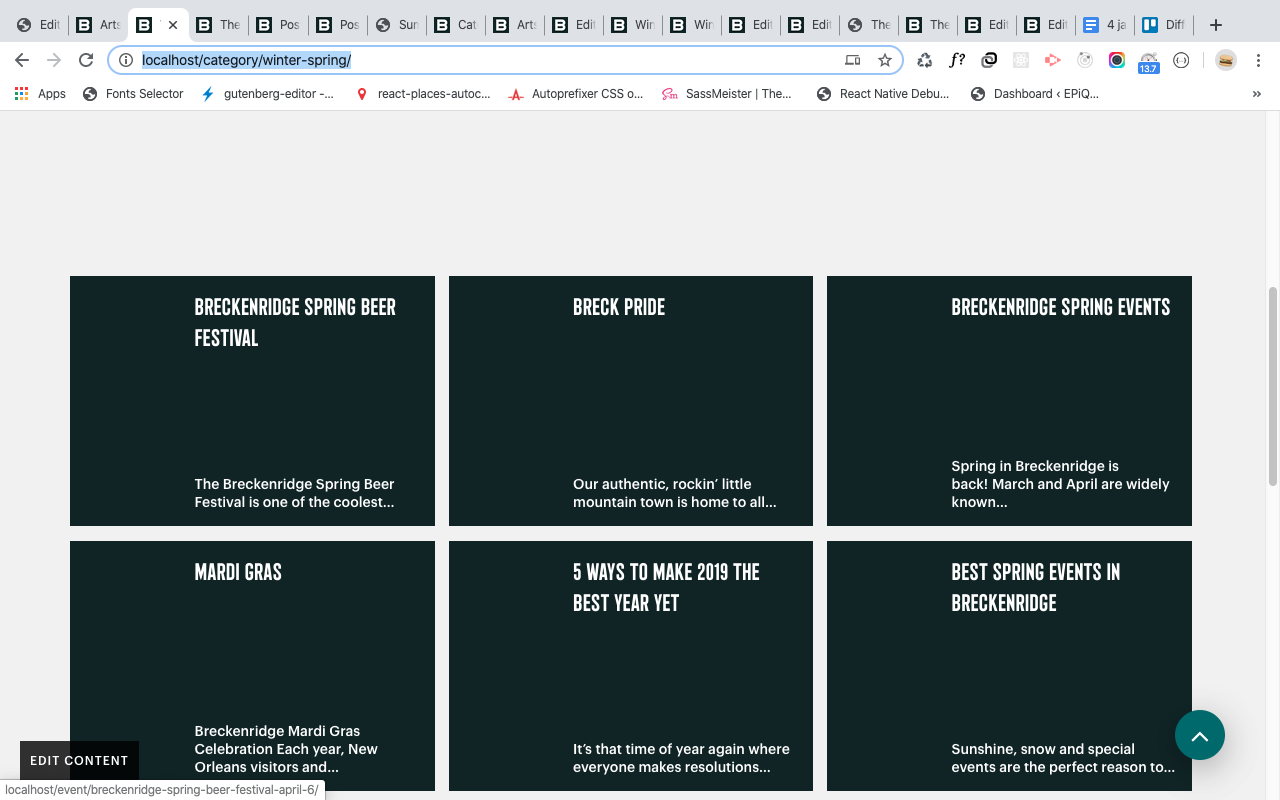 Edit
Arts
The
Pos
Pos
Sun
Cat
Arts
Edit
Win
Win
Edit
Edit
The
The
Edit
Edit
4 ja
Diff
localhost/category/winter-spring/
f?
13.7
Apps
Fonts Selector
gutenberg-editor -...
react-places-autoc...
Autoprefixer CSS o...
SassMeister | The...
React Native Debu...
Dashboard ‹ EPiQ...
»
BRECKENRIDGE SPRING BEER
FESTIVAL
The Breckenridge Spring Beer
Festival is one of the coolest...
BRECK PRIDE
Our authentic, rockin’ little
mountain town is home to all...
BRECKENRIDGE SPRING EVENTS
Spring in Breckenridge is
back! March and April are widely
known...
MARDI GRAS
Breckenridge Mardi Gras
Celebration Each year, New
Orleans visitors and...
5 WAYS TO MAKE 2019 THE
BEST YEAR YET
It’s that time of year again where
everyone makes resolutions...
BEST SPRING EVENTS IN
BRECKENRIDGE
Sunshine, snow and special
events are the perfect reason to...
EDIT CONTENT
localhost/event/breckenridge-spring-beer-festival-april-6/